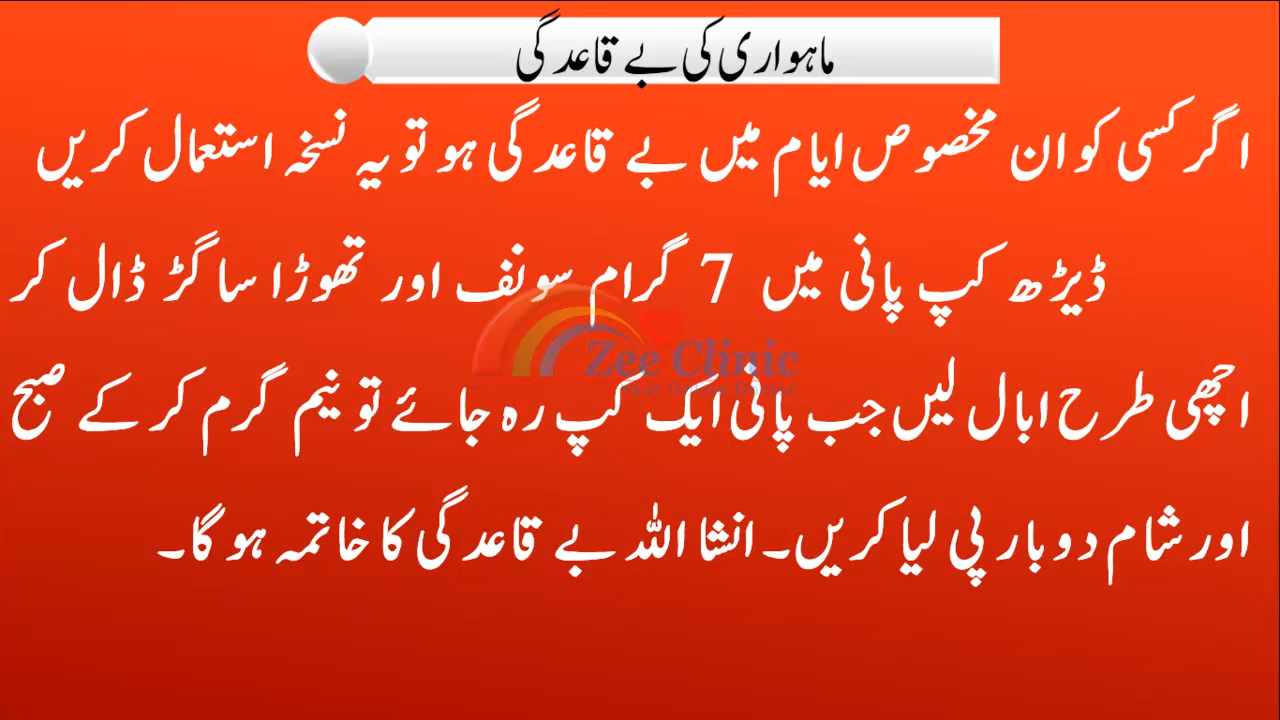 ماہواری کی بے قاعدگی
اگر کسی کو ان مخصوص ایام میں بے قاعدگی ہو تو یہ نسخہ استعمال کریں
ڈیڑھ کپ پانی میں 7 گرام سونف اور تھوڑا سا گڑ ڈال کر
Zee Clinic
Your Online Doctor
اچھی طرح ابال لیں جب پانی ایک کپ رہ جائے تو نیم گرم کر کے صبح
اور شام دو بار پی لیا کریں۔ انشا اللہ بے قاعدگی کا خاتمہ ہو گا۔